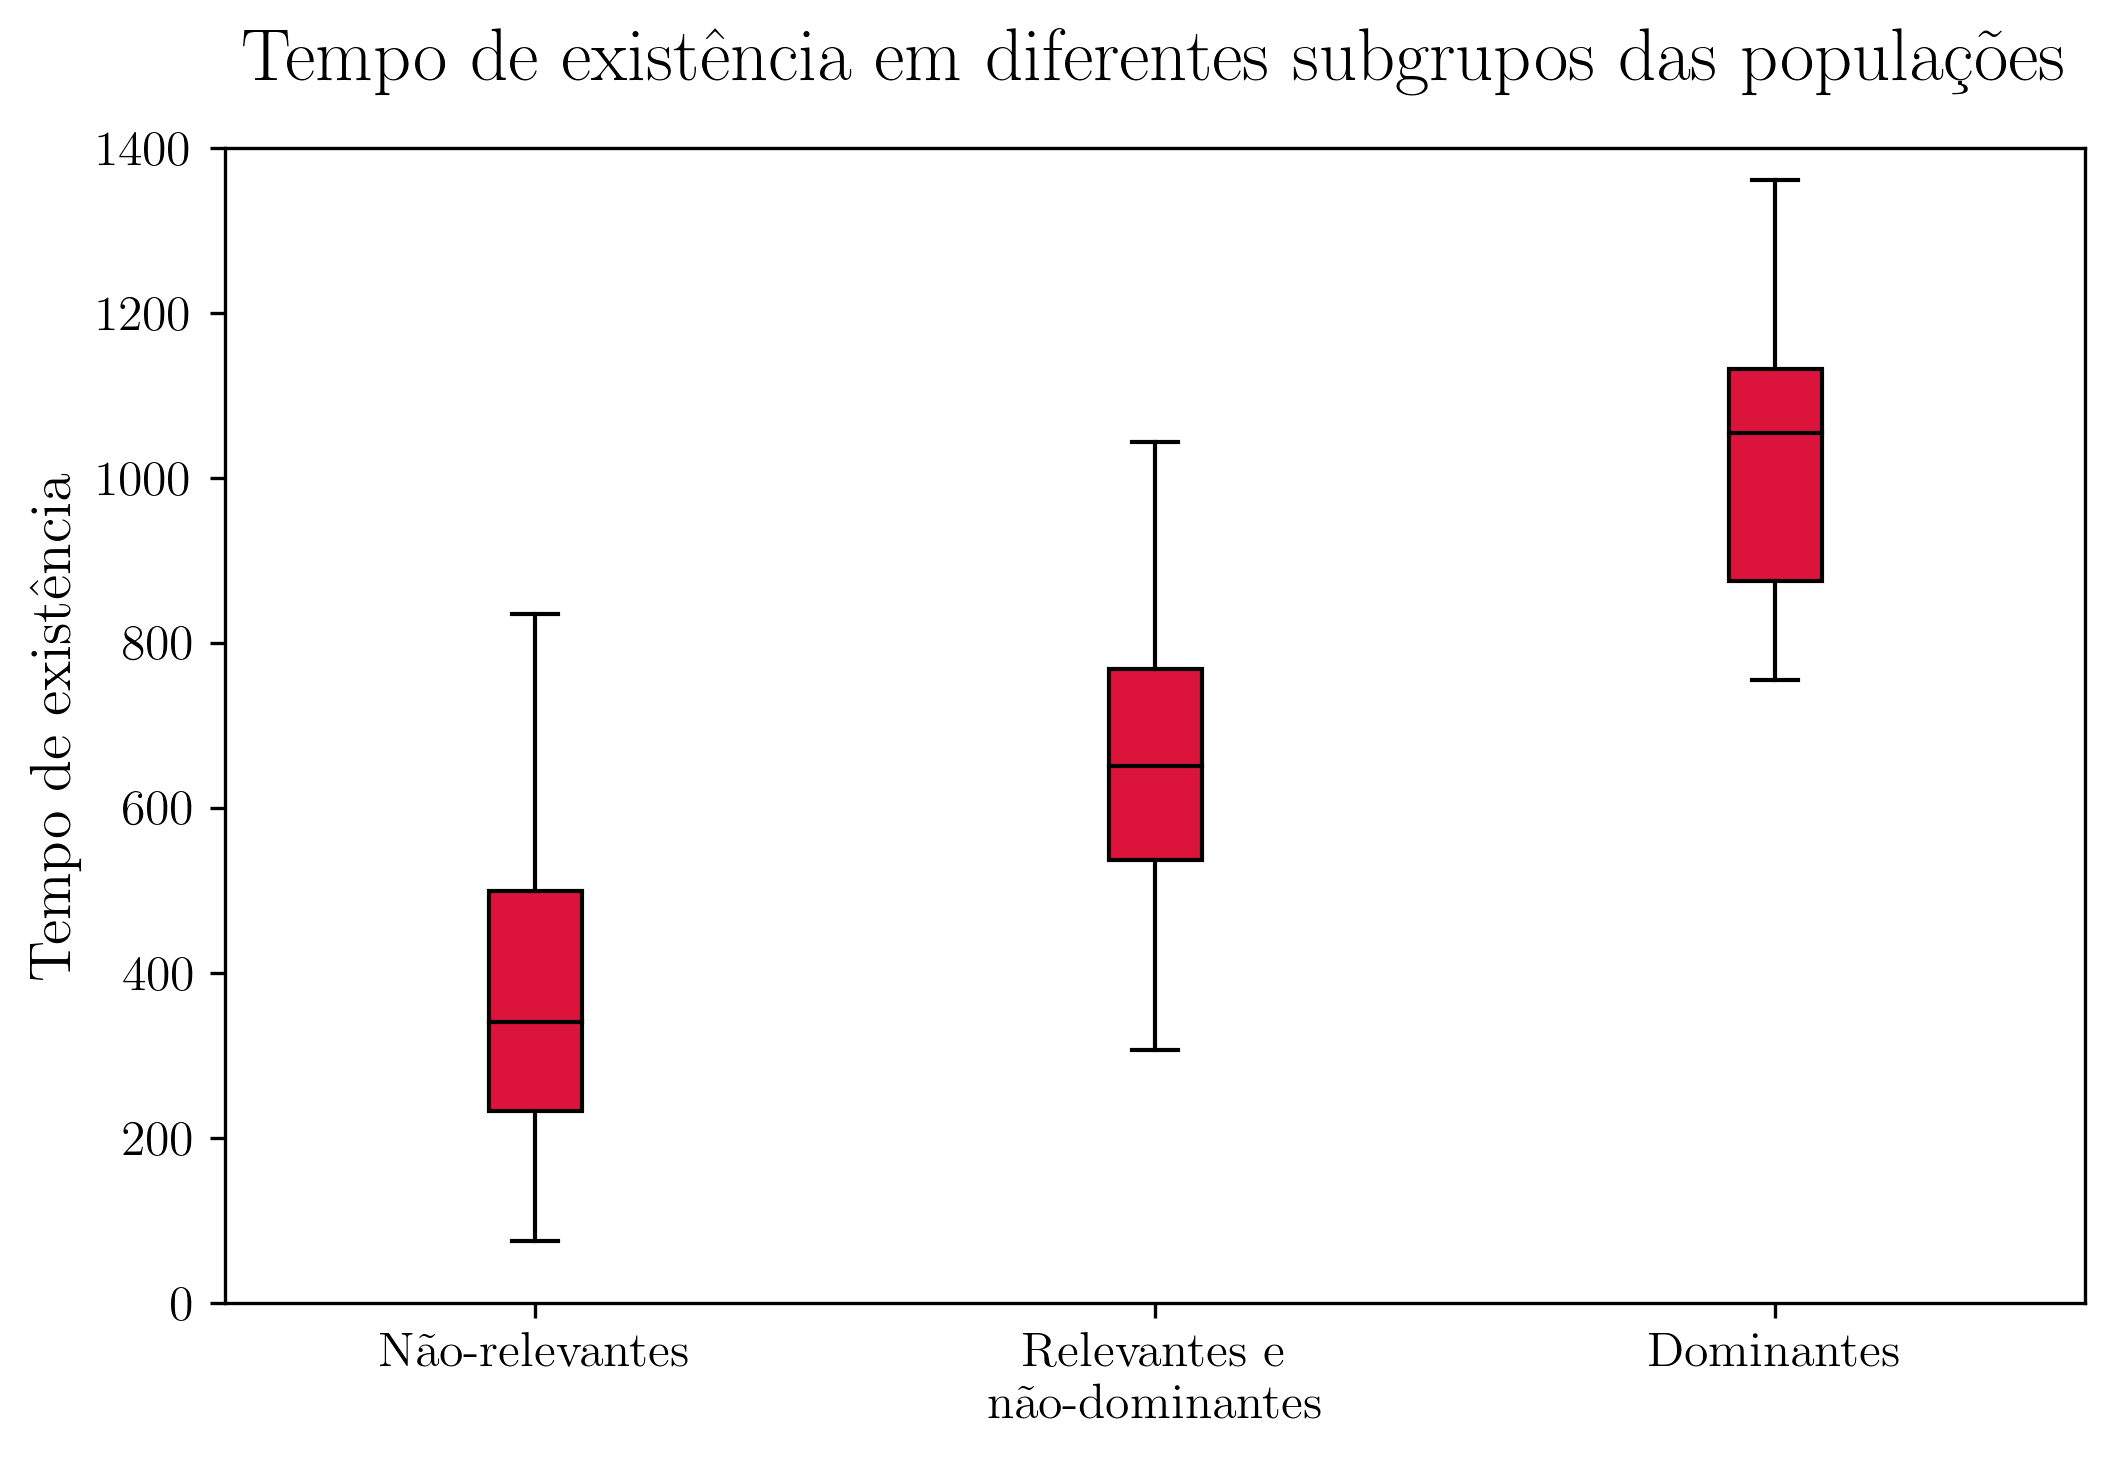 Tempo de existência em diferentes subgrupos das populações
Tempo de existência
1400
1200
1000
800
600
400
200
0
Não-relevantes
Relevantes e
não-dominantes
Dominantes